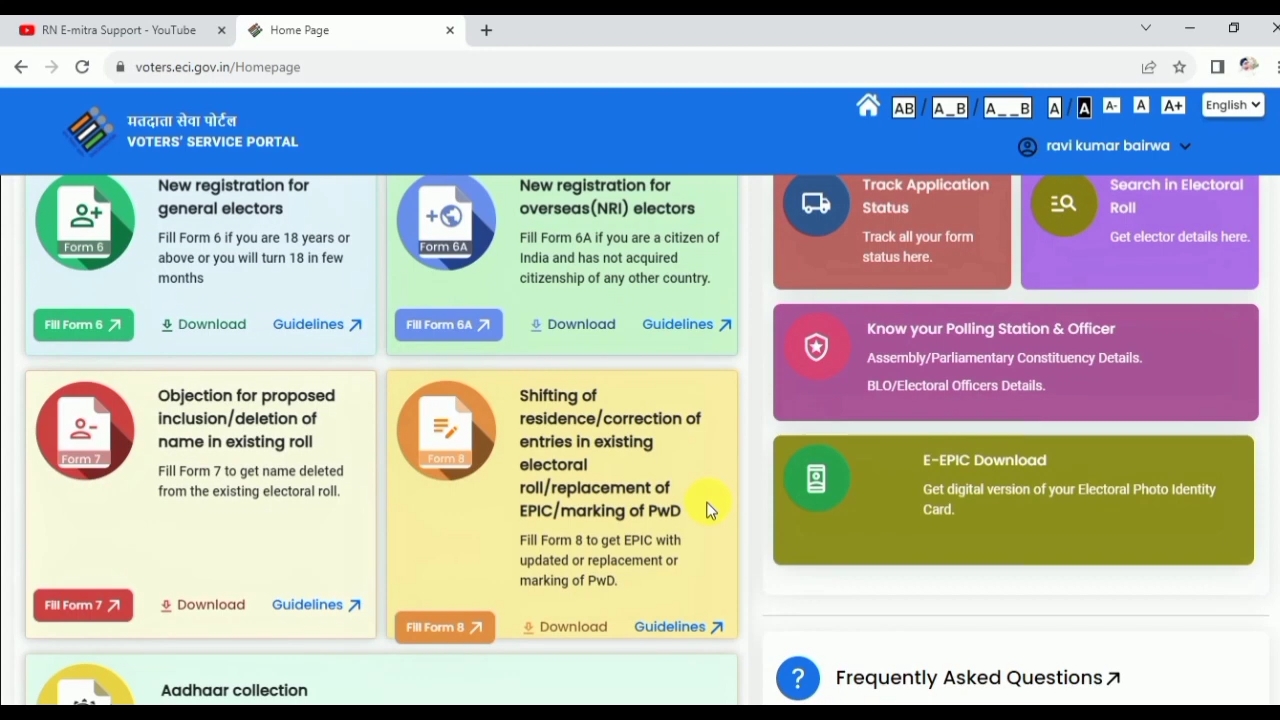 RN E-mitra Support - YouTube
Home Page
voters.eci.gov.in/Homepage
AB / A_B / A__B A / A A- A A+ English
मतदाता सेवा पोर्टल
VOTERS' SERVICE PORTAL
ravi kumar bairwa
Form 6
New registration for
general electors
Fill Form 6 if you are 18 years or
above or you will turn 18 in few
months
Fill Form 6
Download
Guidelines
Form 6A
New registration for
overseas(NRI) electors
Fill Form 6A if you are a citizen of
India and has not acquired
citizenship of any other country.
Fill Form 6A
Download
Guidelines
Track Application
Status
Track all your form
status here.
Search in Electoral
Roll
Get elector details here.
Know your Polling Station & Officer
Assembly/Parliamentary Constituency Details.
BLO/Electoral Officers Details.
Form 7
Objection for proposed
inclusion/deletion of
name in existing roll
Fill Form 7 to get name deleted
from the existing electoral roll.
Fill Form 7
Download
Guidelines
Form 8
Shifting of
residence/correction of
entries in existing
electoral
roll/replacement of
EPIC/marking of PwD
Fill Form 8 to get EPIC with
updated or replacement or
marking of PwD.
Fill Form 8
Download
Guidelines
E-EPIC Download
Get digital version of your Electoral Photo Identity
Card.
Aadhaar collection
? Frequently Asked Questions